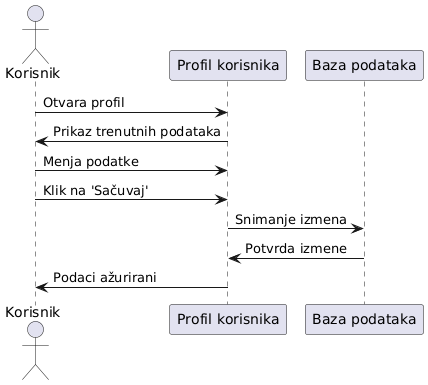 Korisnik
Profil korisnika
Baza podataka
Otvara profil
Prikaz trenutnih podataka
Menja podatke
Klik na 'Sačuvaj'
Snimanje izmena
Potvrda izmene
Podaci ažurirani
Korisnik
Profil korisnika
Baza podataka